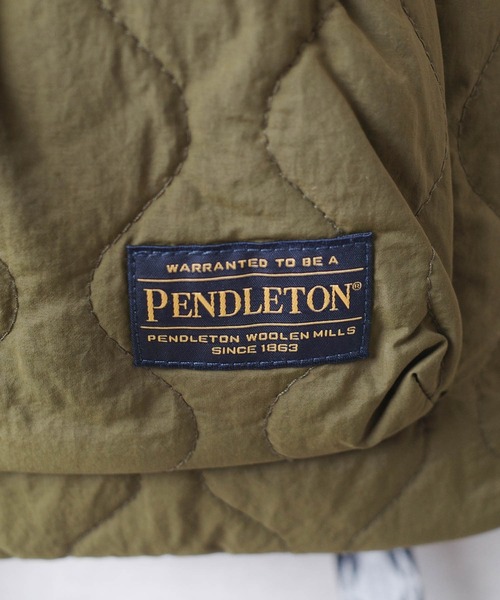 WARRANTED TO BE A
PENDLETON®
PENDLETON WOOLEN MILLS
SINCE 1863